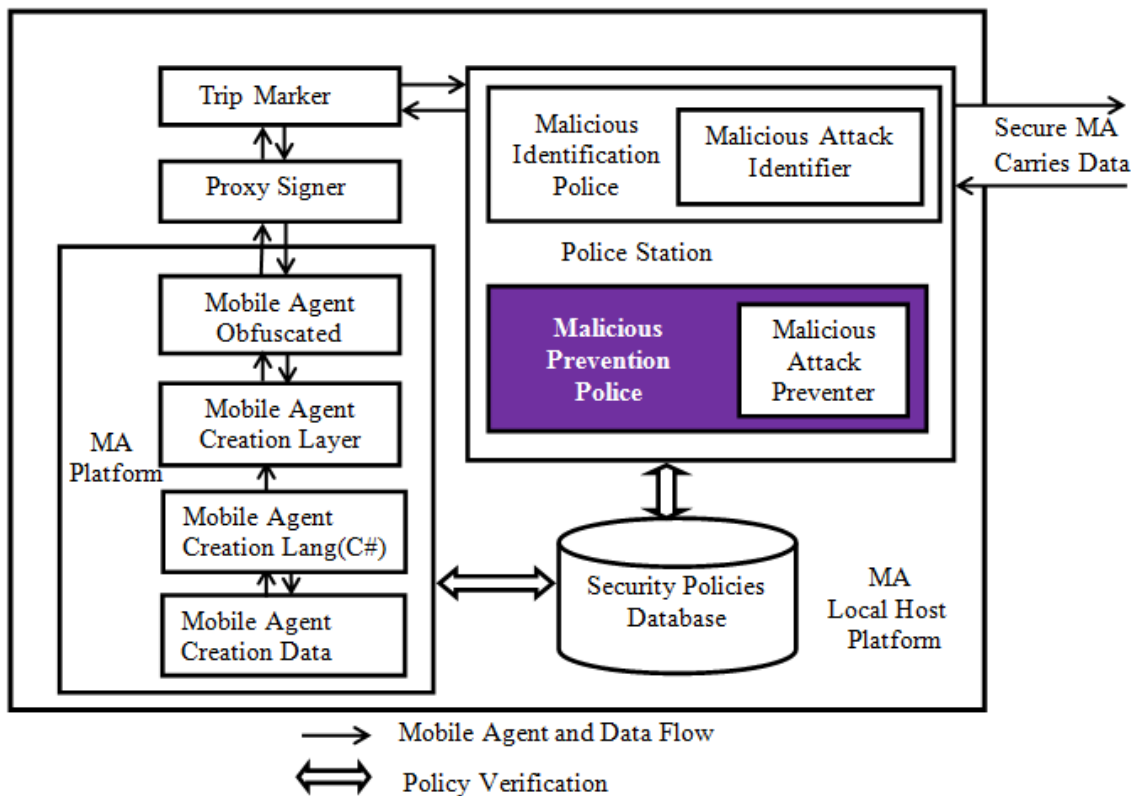 Trip Marker
Proxy Signer
Mobile Agent
Obfuscated
Mobile Agent
Creation Layer
MA
Platform
Mobile Agent
Creation Lang(C#)
Mobile Agent
Creation Data
Malicious
Identification
Police
Malicious Attack
Identifier
Police Station
Malicious
Prevention
Police
Malicious
Attack
Preventer
Secure MA
Carries Data
Security Policies
Database
MA
Local Host
Platform
Mobile Agent and Data Flow
Policy Verification